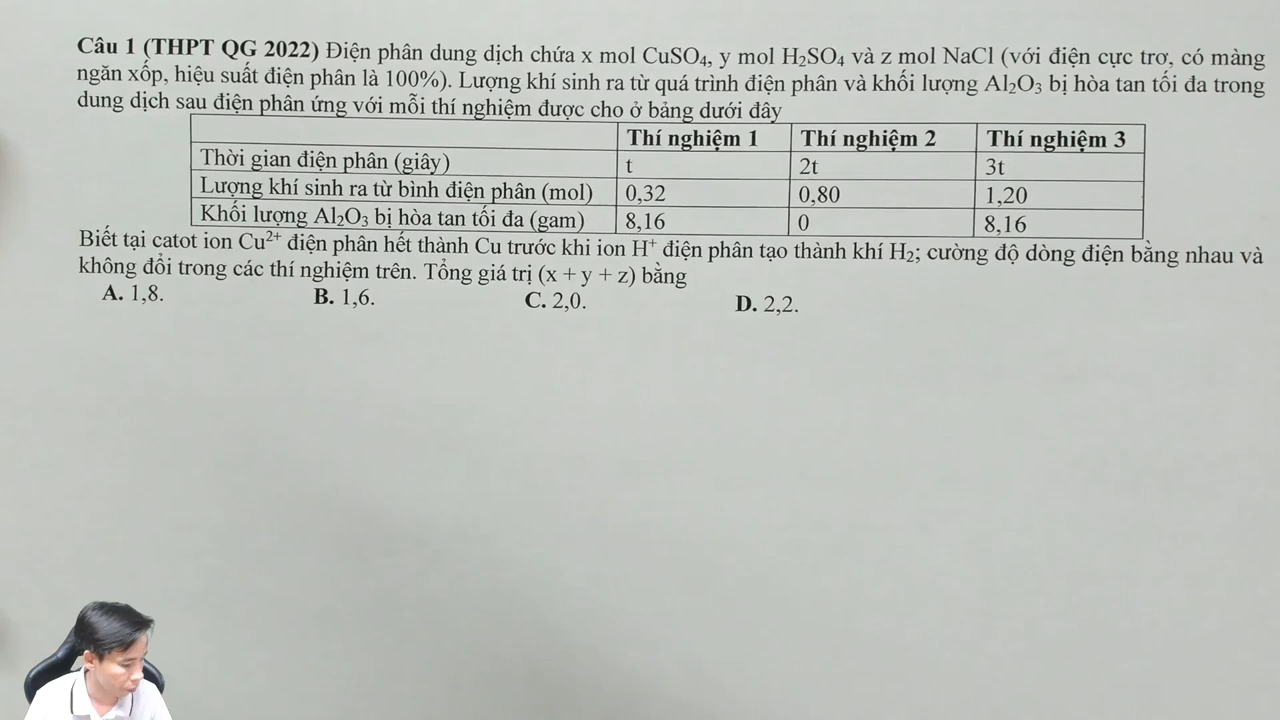 Câu 1 (THPT QG 2022) Điện phân dung dịch chứa x mol CuSO₄, y mol H₂SO₄ và z mol NaCl (với điện cực trơ, có màng
ngăn xốp, hiệu suất điện phân là 100%). Lượng khí sinh ra từ quá trình điện phân và khối lượng Al₂O₃ bị hòa tan tối đa trong
dung dịch sau điện phân ứng với mỗi thí nghiệm được cho ở bảng dưới đây
Thí nghiệm 1 Thí nghiệm 2 Thí nghiệm 3
Thời gian điện phân (giây) t 2t 3t
Lượng khí sinh ra từ bình điện phân (mol) 0,32 0,80 1,20
Khối lượng Al₂O₃ bị hòa tan tối đa (gam) 8,16 0 8,16
Biết tại catot ion Cu²⁺ điện phân hết thành Cu trước khi ion H⁺ điện phân tạo thành khí H₂; cường độ dòng điện bằng nhau và
không đổi trong các thí nghiệm trên. Tổng giá trị (x + y + z) bằng
A. 1,8. B. 1,6. C. 2,0. D. 2,2.